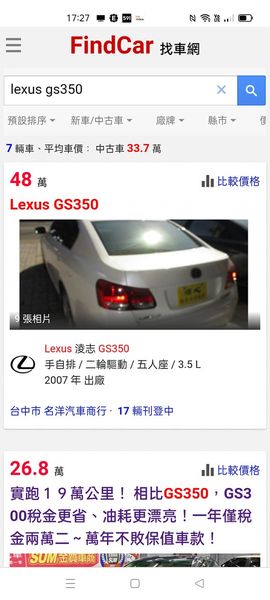 17:27
FindCar 找車網
lexus gs350
預設排序 新車/中古車 廠牌 縣市
7 輛車、平均車價： 中古車 33.7 萬
48 萬
比較價格
Lexus GS350
9 張相片
Lexus 淩志 GS350
手自排 / 二輪驅動 / 五人座 / 3.5 L
2007 年 出廠
台中市 名洋汽車商行· 17 輛刊登中
26.8 萬
比較價格
實跑１９萬公里！ 相比GS350，GS3
00稅金更省、油耗更漂亮！一年僅稅
金兩萬二～萬年不敗保值車款！
SUM